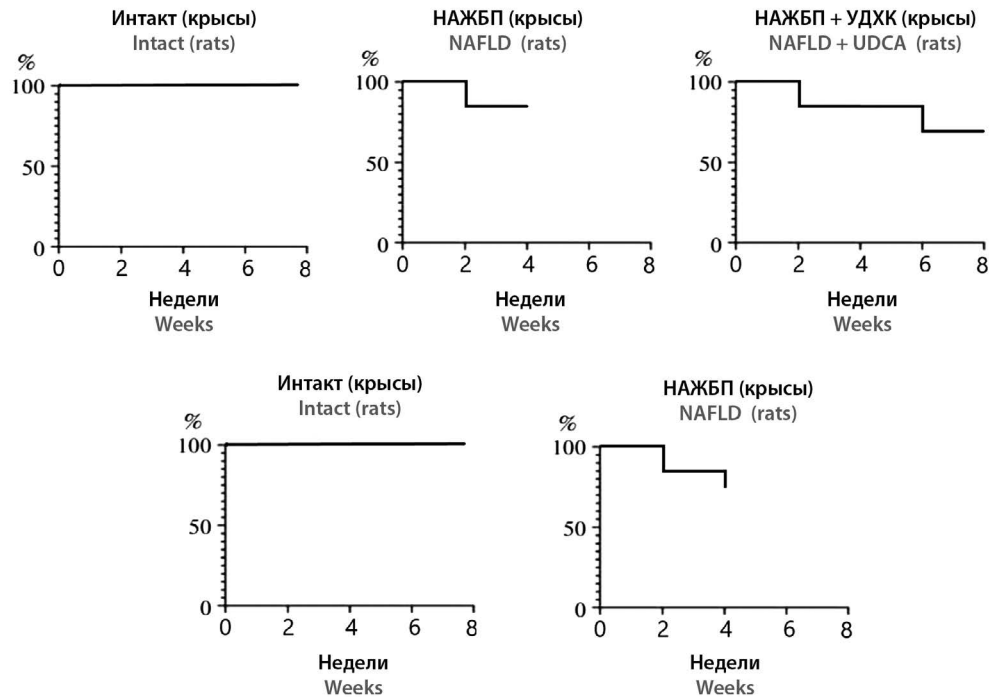 Интакт (крысы)
Intact (rats)
%
100
50
0
0 2 4 6 8
Недели
Weeks
НАЖБП (крысы)
NAFLD (rats)
%
100
50
0
0 2 4 6 8
Недели
Weeks
НАЖБП + УДХК (крысы)
NAFLD + UDCA (rats)
%
100
50
0
0 2 4 6 8
Недели
Weeks
Интакт (крысы)
Intact (rats)
%
100
50
0
0 2 4 6 8
Недели
Weeks
НАЖБП (крысы)
NAFLD (rats)
%
100
50
0
0 2 4 6 8
Недели
Weeks